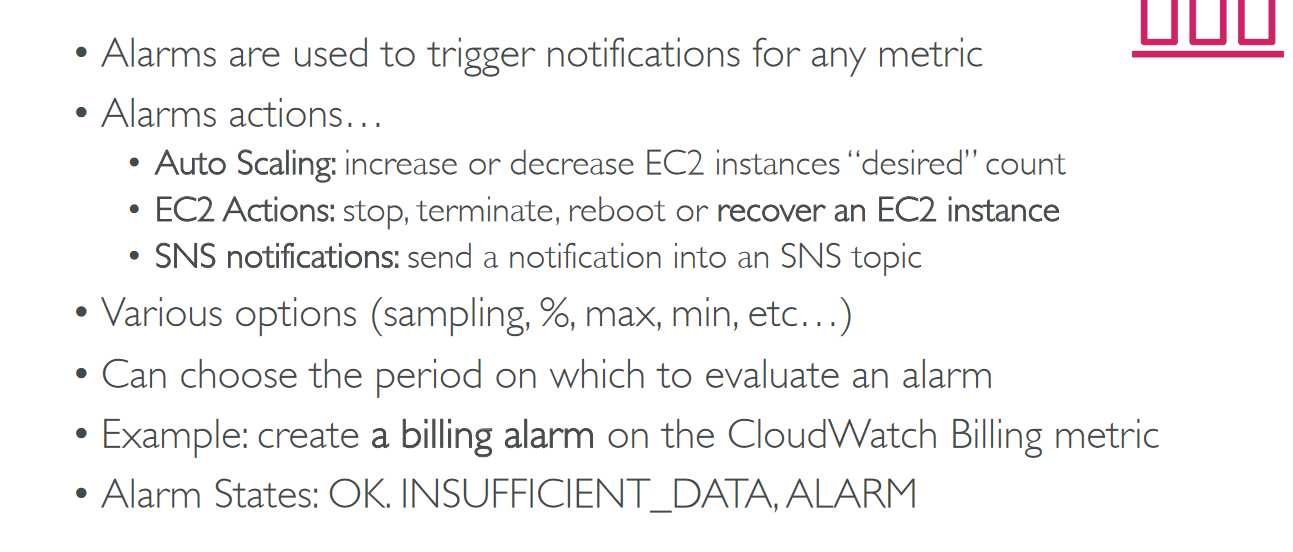 • Alarms are used to trigger notifications for any metric
• Alarms actions…
• Auto Scaling: increase or decrease EC2 instances “desired” count
• EC2 Actions: stop, terminate, reboot or recover an EC2 instance
• SNS notifications: send a notification into an SNS topic
• Various options (sampling, %, max, min, etc…)
• Can choose the period on which to evaluate an alarm
• Example: create a billing alarm on the CloudWatch Billing metric
• Alarm States: OK. INSUFFICIENT_DATA, ALARM